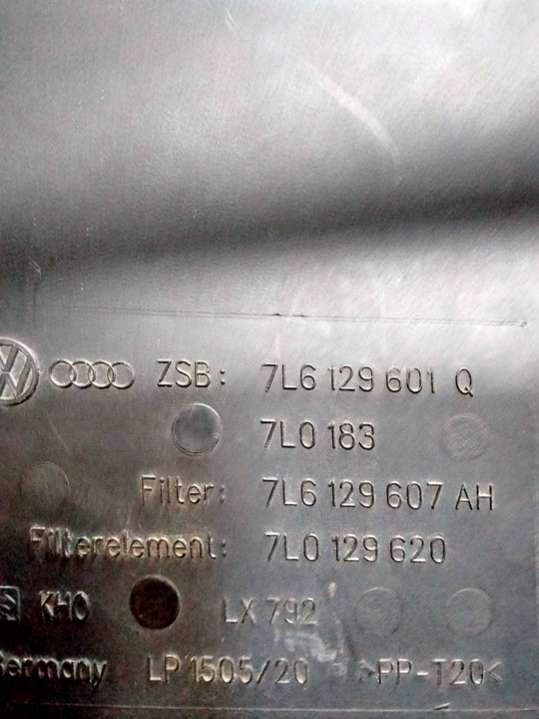 ZSB: 7L6 129 601 Q
7L0 183
Filter: 7L6 129 607 AH
Filterelement: 7L0 129 620
KHO LX 792
Germany LP 1505/20 >PP-T20<